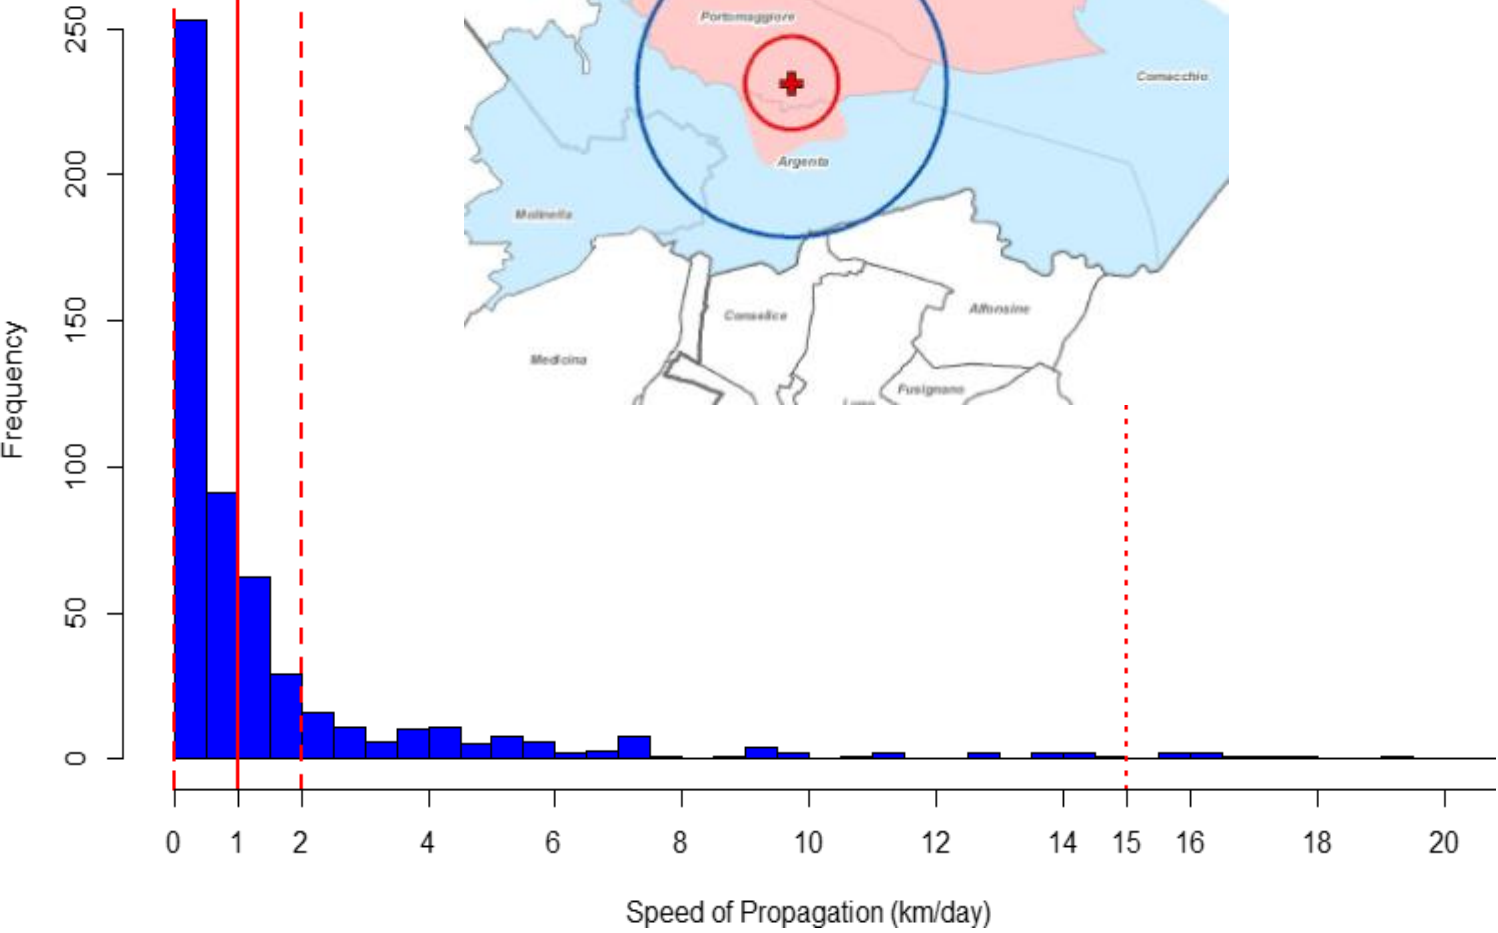 250
200
150
100
50
0
Frequency
Portomaggiore
Comacchio
Argenta
Molinella
Conselice
Alfonsine
Medicina
Fusignano
0 1 2 4 6 8 10 12 14 15 16 18 20
Speed of Propagation (km/day)